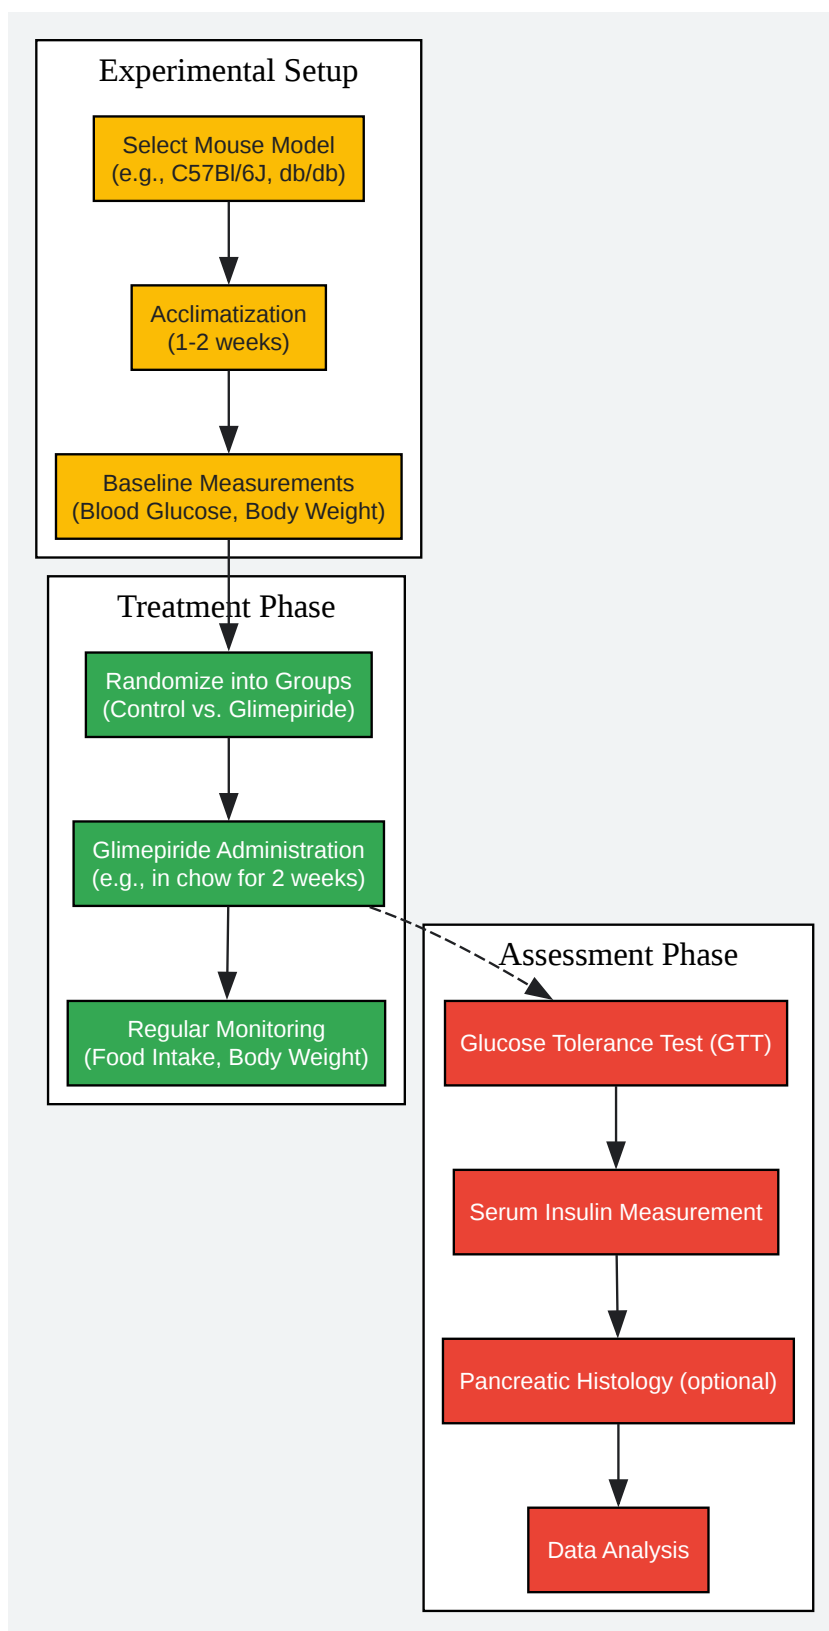 Experimental Setup
Select Mouse Model
(e.g., C57Bl/6J, db/db)
Acclimatization
(1-2 weeks)
Baseline Measurements
(Blood Glucose, Body Weight)
Treatment Phase
Randomize into Groups
(Control vs. Glimepiride)
Glimepiride Administration
(e.g., in chow for 2 weeks)
Regular Monitoring
(Food Intake, Body Weight)
Assessment Phase
Glucose Tolerance Test (GTT)
Serum Insulin Measurement
Pancreatic Histology (optional)
Data Analysis